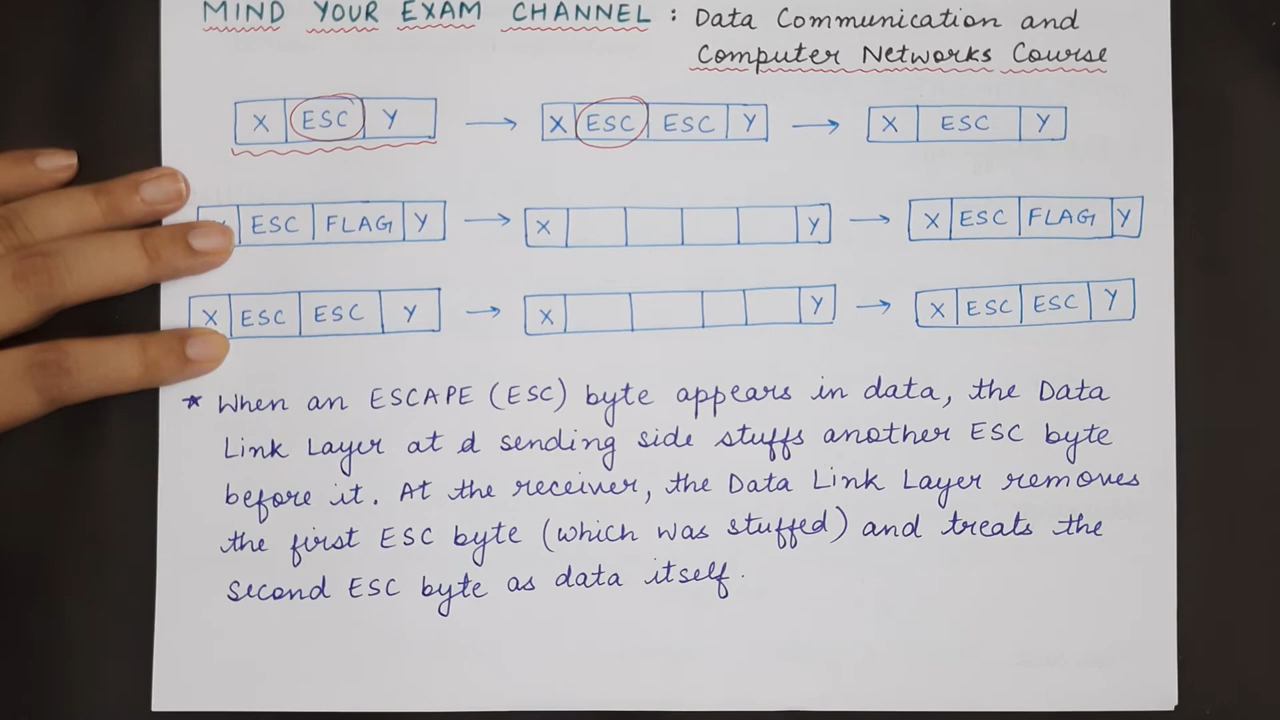 MIND YOUR EXAM CHANNEL : Data Communication and
Computer Networks Course
X ESC Y → X ESC ESC Y → X ESC Y
ESC FLAG Y → X Y → X ESC FLAG Y
X ESC ESC Y → X Y → X ESC ESC Y
* When an ESCAPE (ESC) byte appears in data, the Data
Link Layer at d sending side stuffs another ESC byte
before it. At the receiver, the Data Link Layer removes
the first ESC byte (which was stuffed) and treats the
second ESC byte as data itself.